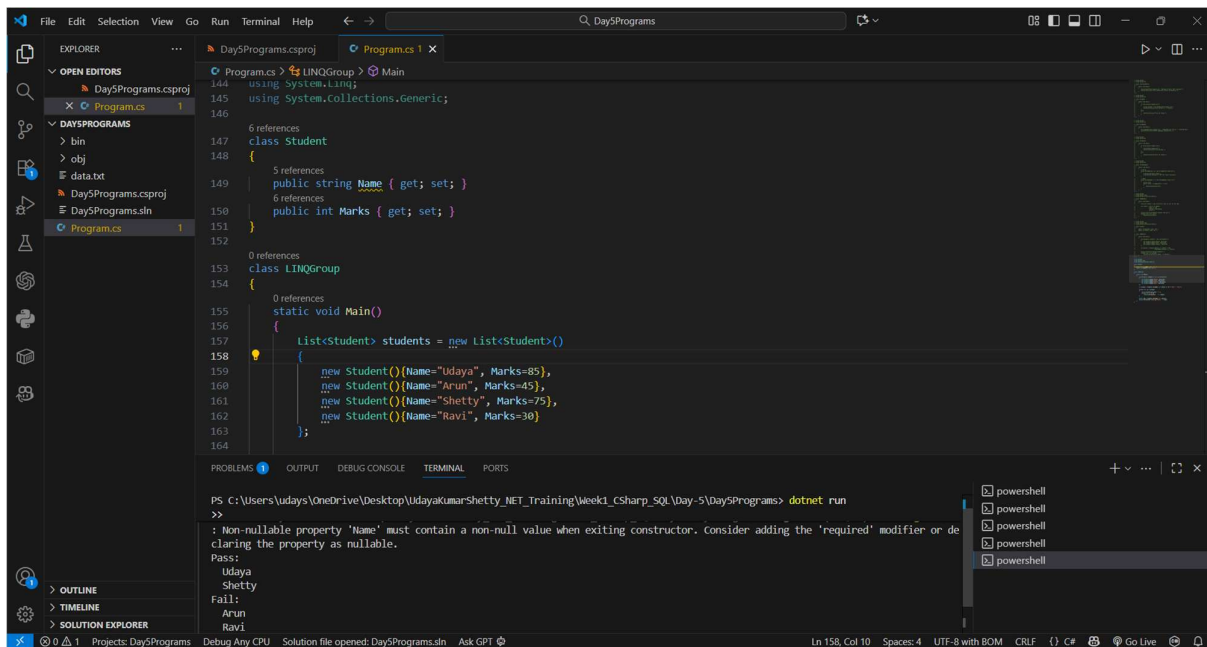 File Edit Selection View Go Run Terminal Help
Day5Programs
EXPLORER
OPEN EDITORS
Day5Programs.csproj
Program.cs 1
DAY5PROGRAMS
bin
obj
data.txt
Day5Programs.csproj
Day5Programs.sln
Program.cs 1
OUTLINE
TIMELINE
SOLUTION EXPLORER
Day5Programs.csproj Program.cs 1
Program.cs > LINQGroup > Main
144 using System.Linq;
145 using System.Collections.Generic;
146
6 references
147 class Student
148 {
5 references
149 public string Name { get; set; }
6 references
150 public int Marks { get; set; }
151 }
152
0 references
153 class LINQGroup
154 {
0 references
155 static void Main()
156 {
157 List<Student> students = new List<Student>()
158 {
159 new Student(){Name="Udaya", Marks=85},
160 new Student(){Name="Arun", Marks=45},
161 new Student(){Name="Shetty", Marks=75},
162 new Student(){Name="Ravi", Marks=30}
163 };
164
PROBLEMS 1 OUTPUT DEBUG CONSOLE TERMINAL PORTS
PS C:\Users\udays\OneDrive\Desktop\UdayaKumarShetty_NET_Training\Week1_CSharp_SQL\Day-5\Day5Programs> dotnet run
>>
: Non-nullable property 'Name' must contain a non-null value when exiting constructor. Consider adding the 'required' modifier or de
claring the property as nullable.
Pass:
Udaya
Shetty
Fail:
Arun
Ravi
powershell
powershell
powershell
powershell
powershell
0 1 Projects: Day5Programs Debug Any CPU Solution file opened: Day5Programs.sln Ask GPT Ln 158, Col 10 Spaces: 4 UTF-8 with BOM CRLF {} C# Go Live